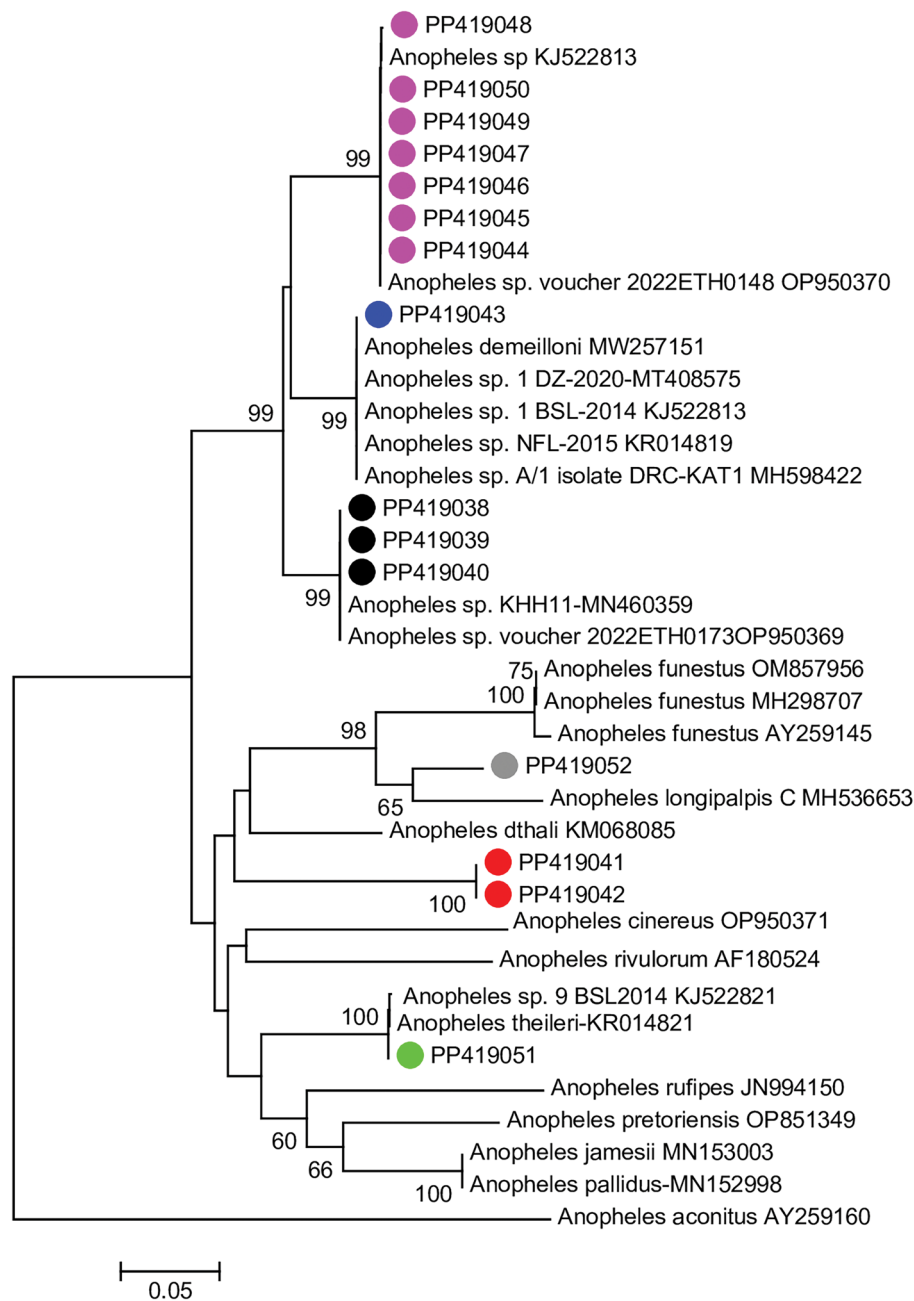 PP419048
Anopheles sp KJ522813
PP419050
PP419049
99
PP419047
PP419046
PP419045
PP419044
Anopheles sp. voucher 2022ETH0148 OP950370
PP419043
Anopheles demeilloni MW257151
Anopheles sp. 1 DZ-2020-MT408575
99
99
Anopheles sp. 1 BSL-2014 KJ522813
Anopheles sp. NFL-2015 KR014819
Anopheles sp. A/1 isolate DRC-KAT1 MH598422
PP419038
PP419039
PP419040
99
Anopheles sp. KHH11-MN460359
Anopheles sp. voucher 2022ETH0173OP950369
75
Anopheles funestus OM857956
100
Anopheles funestus MH298707
98
Anopheles funestus AY259145
PP419052
65
Anopheles longipalpis C MH536653
Anopheles dthali KM068085
PP419041
100
PP419042
Anopheles cinereus OP950371
Anopheles rivulorum AF180524
Anopheles sp. 9 BSL2014 KJ522821
100
Anopheles theileri-KR014821
PP419051
Anopheles rufipes JN994150
60
Anopheles pretoriensis OP851349
66
Anopheles jamesii MN153003
100
Anopheles pallidus-MN152998
Anopheles aconitus AY259160
0.05